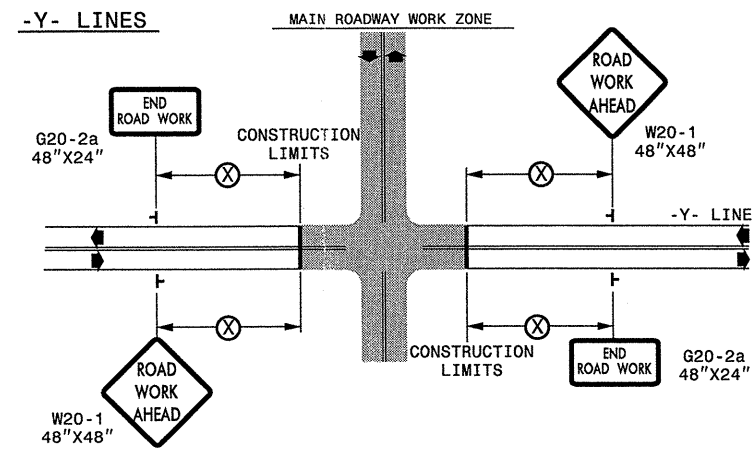 -Y- LINES
MAIN ROADWAY WORK ZONE
END
ROAD WORK
G20-2a
48"X24"
CONSTRUCTION
LIMITS
X
X
ROAD
WORK
AHEAD
W20-1
48"X48"
-Y- LINE
X
X
ROAD
WORK
AHEAD
W20-1
48"X48"
CONSTRUCTION
LIMITS
END
ROAD WORK
G20-2a
48"X24"